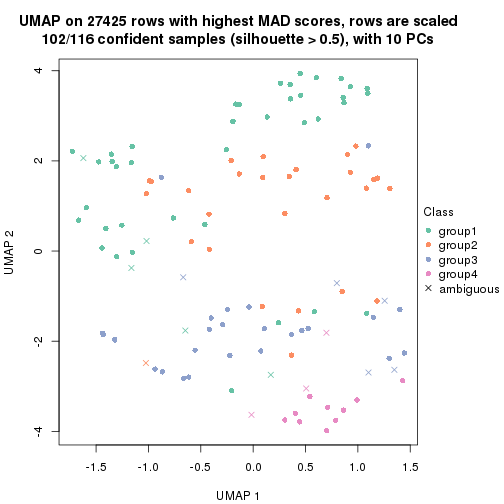 UMAP on 27425 rows with highest MAD scores, rows are scaled
102/116 confident samples (silhouette > 0.5), with 10 PCs
4
2
0
-2
-4
UMAP 2
-1.5 -1.0 -0.5 0.0 0.5 1.0 1.5
UMAP 1
Class
group1
group2
group3
group4
ambiguous